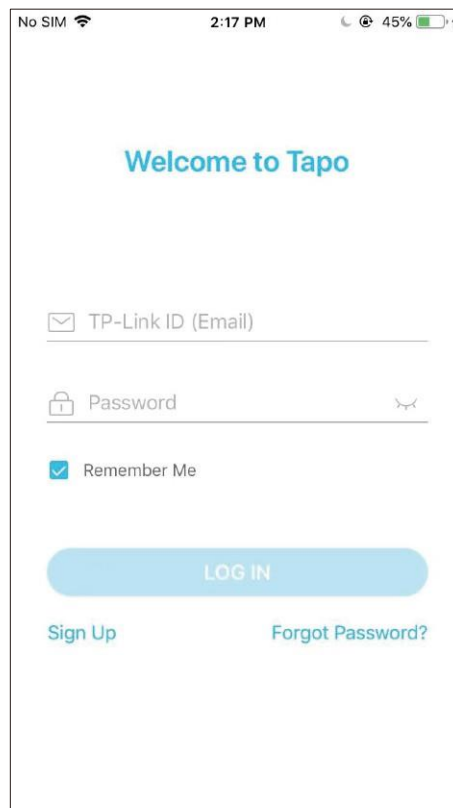 No SIM 2:17 PM 45%
Welcome to Tapo
TP-Link ID (Email)
Password
Remember Me
LOG IN
Sign Up Forgot Password?